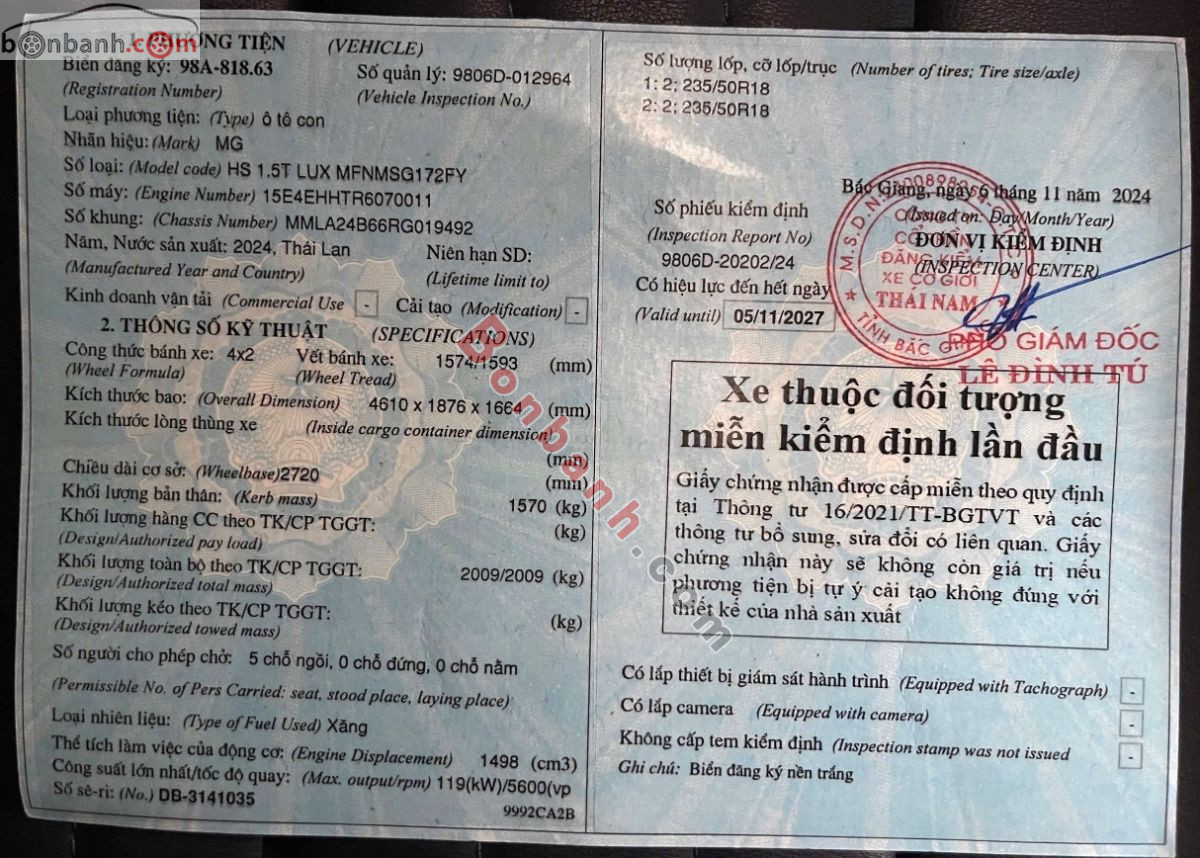 bonbanh.com
TIỆN (VEHICLE)
Biển đăng ký: 98A-818.63 Số quản lý: 9806D-012964
(Registration Number) (Vehicle Inspection No.)
Loại phương tiện: (Type) ô tô con
Nhãn hiệu: (Mark) MG
Số loại: (Model code) HS 1.5T LUX MFNMSG172FY
Số máy: (Engine Number) 15E4EHHTR6070011
Số khung: (Chassis Number) MMLA24B66RG019492
Năm, Nước sản xuất: 2024, Thái Lan Niên hạn SD:
(Manufactured Year and Country) (Lifetime limit to)
Kinh doanh vận tải (Commercial Use - Cải tạo (Modification) -
2. THÔNG SỐ KỸ THUẬT (SPECIFICATIONS)
Công thức bánh xe: 4x2 Vết bánh xe: 1574/1593 (mm)
(Wheel Formula) (Wheel Tread)
Kích thước bao: (Overall Dimension) 4610 x 1876 x 1664 (mm)
Kích thước lòng thùng xe (Inside cargo container dimension)
(mm)
Chiều dài cơ sở: (Wheelbase)2720 (mm)
Khối lượng bản thân: (Kerb mass) 1570 (kg)
Khối lượng hàng CC theo TK/CP TGGT: (kg)
(Design/Authorized pay load)
Khối lượng toàn bộ theo TK/CP TGGT: 2009/2009 (kg)
(Design/Authorized total mass)
Khối lượng kéo theo TK/CP TGGT: (kg)
(Design/Authorized towed mass)
Số người cho phép chở: 5 chỗ ngồi, 0 chỗ đứng, 0 chỗ nằm
(Permissible No. of Pers Carried: seat, stood place, laying place)
Loại nhiên liệu: (Type of Fuel Used) Xăng
Thể tích làm việc của động cơ: (Engine Displacement) 1498 (cm3)
Công suất lớn nhất/tốc độ quay: (Max. output/rpm) 119(kW)/5600(vp
Số sê-ri: (No.) DB-3141035 9992CA2B
Số lượng lốp, cỡ lốp/trục (Number of tires; Tire size/axle)
1: 2; 235/50R18
2: 2; 235/50R18
Bắc Giang, ngày 6 tháng 11 năm 2024
(Issued on: Day/Month/Year)
Số phiếu kiểm định ĐƠN VỊ KIỂM ĐỊNH
(Inspection Report No) (INSPECTION CENTER)
9806D-20202/24
Có hiệu lực đến hết ngày
(Valid until) 05/11/2027
CỔ PHẦN
ĐĂNG KIỂM
XE CƠ GIỚI
THÁI NAM
TỈNH BẮC GIANG
PHÓ GIÁM ĐỐC
LÊ ĐÌNH TÚ
Xe thuộc đối tượng
miễn kiểm định lần đầu
Giấy chứng nhận được cấp miễn theo quy định
tại Thông tư 16/2021/TT-BGTVT và các
thông tư bổ sung, sửa đổi có liên quan. Giấy
chứng nhận này sẽ không còn giá trị nếu
phương tiện bị tự ý cải tạo không đúng với
thiết kế của nhà sản xuất
Có lắp thiết bị giám sát hành trình (Equipped with Tachograph) -
Có lắp camera (Equipped with camera) -
Không cấp tem kiểm định (Inspection stamp was not issued -
Ghi chú: Biển đăng ký nền trắng
Bonbanh.com